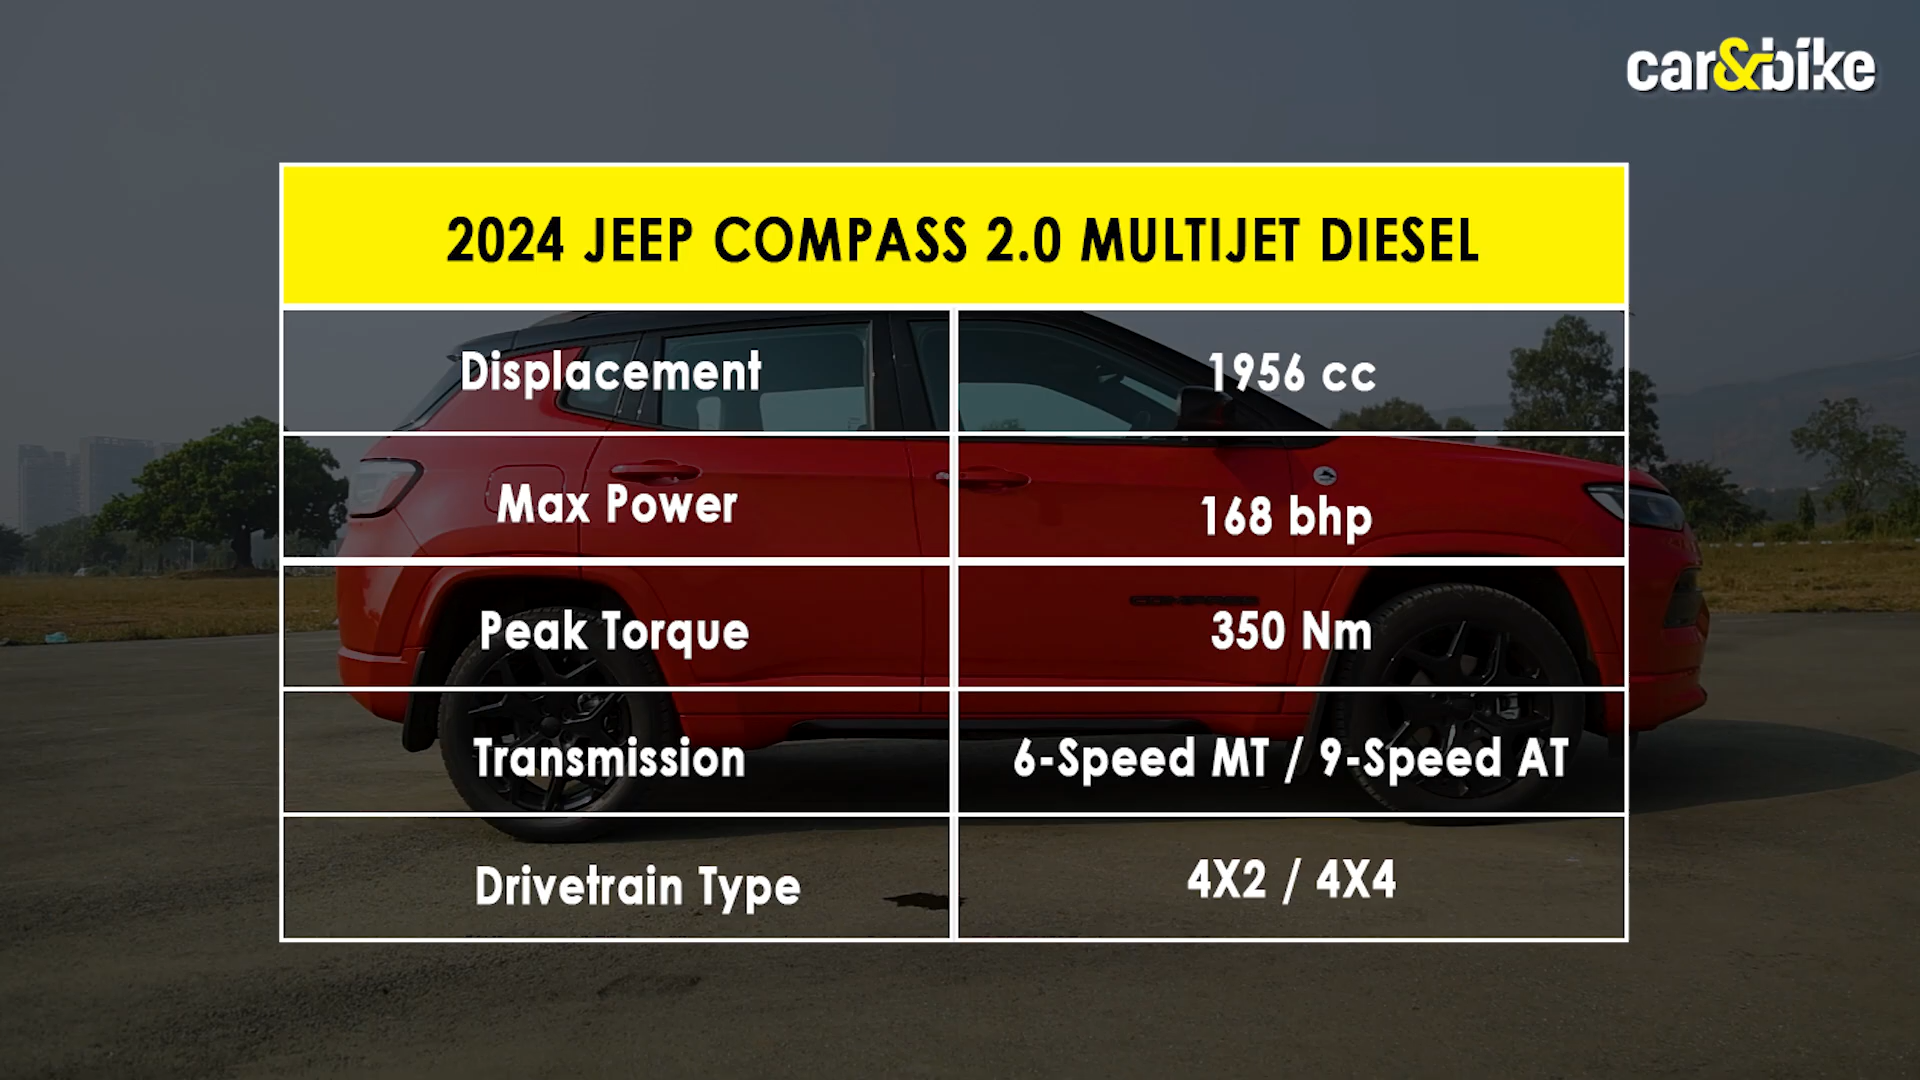 car&bike
2024 JEEP COMPASS 2.0 MULTIJET DIESEL
Displacement 1956 cc
Max Power 168 bhp
Peak Torque 350 Nm
COMPASS
Transmission 6-Speed MT / 9-Speed AT
Drivetrain Type 4X2 / 4X4